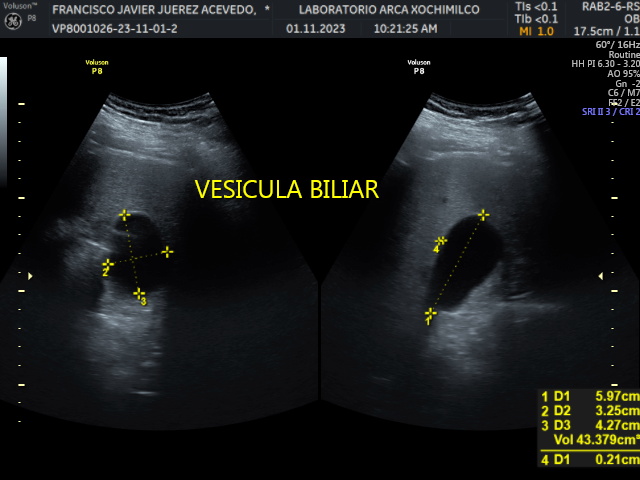 Voluson™
P8
FRANCISCO JAVIER JUEREZ ACEVEDO, *
LABORATORIO ARCA XOCHIMILCO
TIs <0.1
RAB2-6-RS
VP8001026-23-11-01-2
01.11.2023
10:21:25 AM
TIb <0.1
OB
MI 1.0
17.5cm / 1.1
60°/ 16Hz
Routine
HH PI 6.30 - 3.20
AO 95%
Gn -2
C6 / M7
FF2 / E2
SRI II 3 / CRI 2
Voluson
P8
Voluson
P8
VESICULA BILIAR
2
3
4
1
1 D1 5.97cm
2 D2 3.25cm
3 D3 4.27cm
Vol 43.379cm³
4 D1 0.21cm